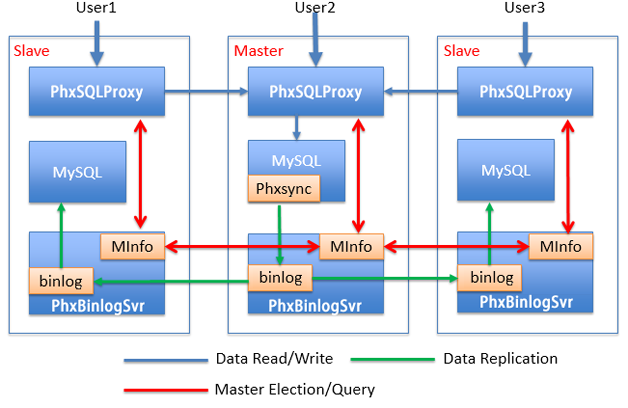 User1
User2
User3
Slave
Master
Slave
PhxSQLProxy
PhxSQLProxy
PhxSQLProxy
MySQL
MySQL
MySQL
Phxsync
MInfo
MInfo
MInfo
binlog
binlog
binlog
PhxBinlogSvr
PhxBinlogSvr
PhxBinlogSvr
Data Read/Write
Data Replication
Master Election/Query